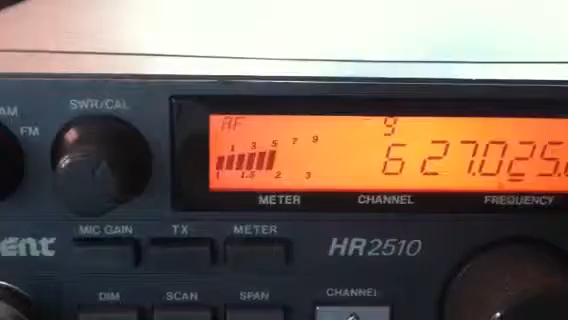 AM
SWR/CAL
FM
AF
9
1 3 5 7 9
6 27.025.
1 1.5 2 3
METER CHANNEL FREQUENCY
MIC GAIN TX METER
ent
HR2510
DIM SCAN SPAN CHANNEL